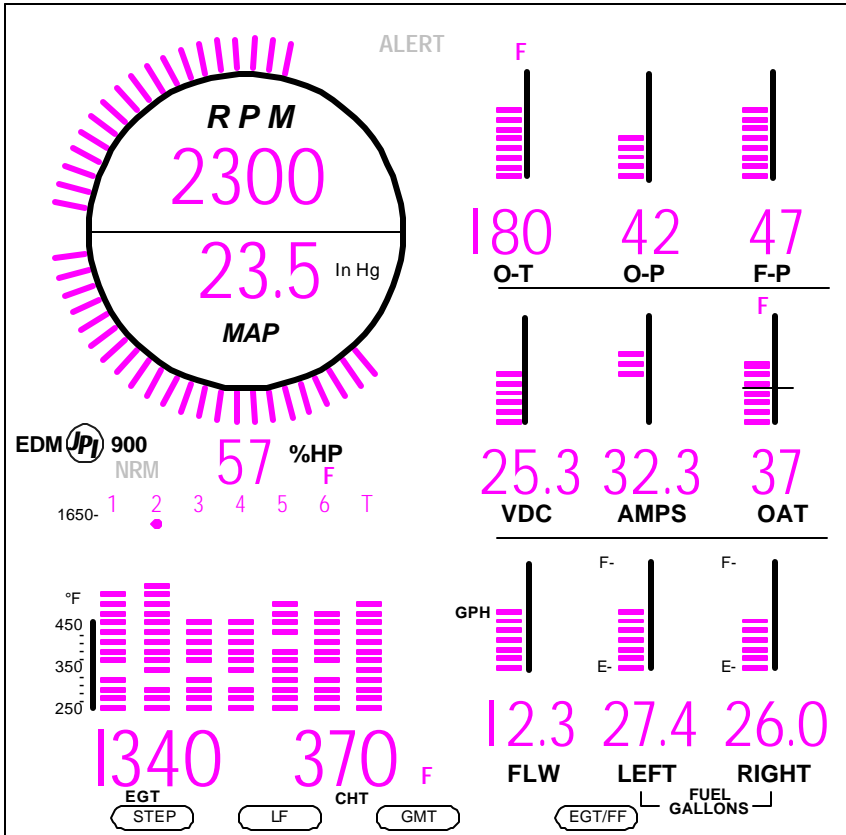 ALERT
RPM
2300
23.5 In Hg
MAP
EDM JPI 900
NRM
57 %HP
F
1650- 1 2 3 4 5 6 T
°F
450
350
250
1340 370 F
EGT CHT
STEP LF GMT EGT/FF
F
180 42 47
O-T O-P F-P
F
25.3 32.3 37
VDC AMPS OAT
F- F-
GPH
E- E-
12.3 27.4 26.0
FLW LEFT RIGHT
FUEL
GALLONS